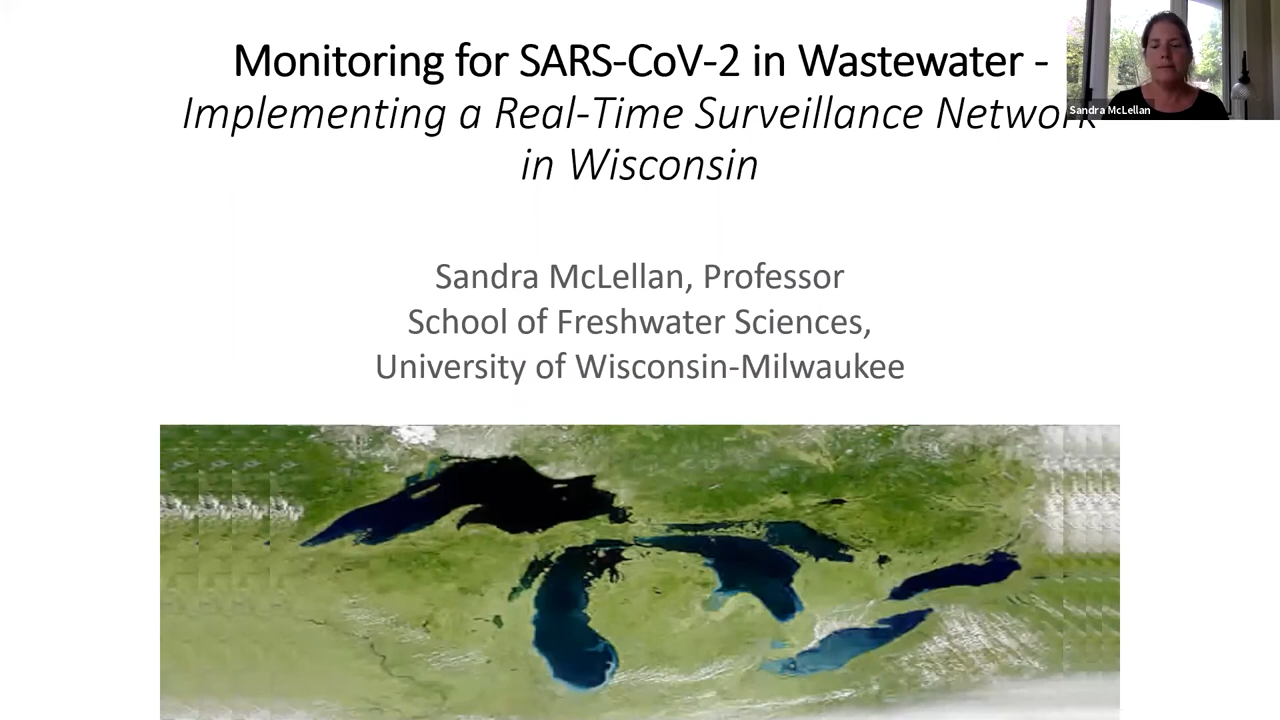 Monitoring for SARS-CoV-2 in Wastewater -
Implementing a Real-Time Surveillance Network
in Wisconsin
Sandra McLellan
Sandra McLellan, Professor
School of Freshwater Sciences,
University of Wisconsin-Milwaukee